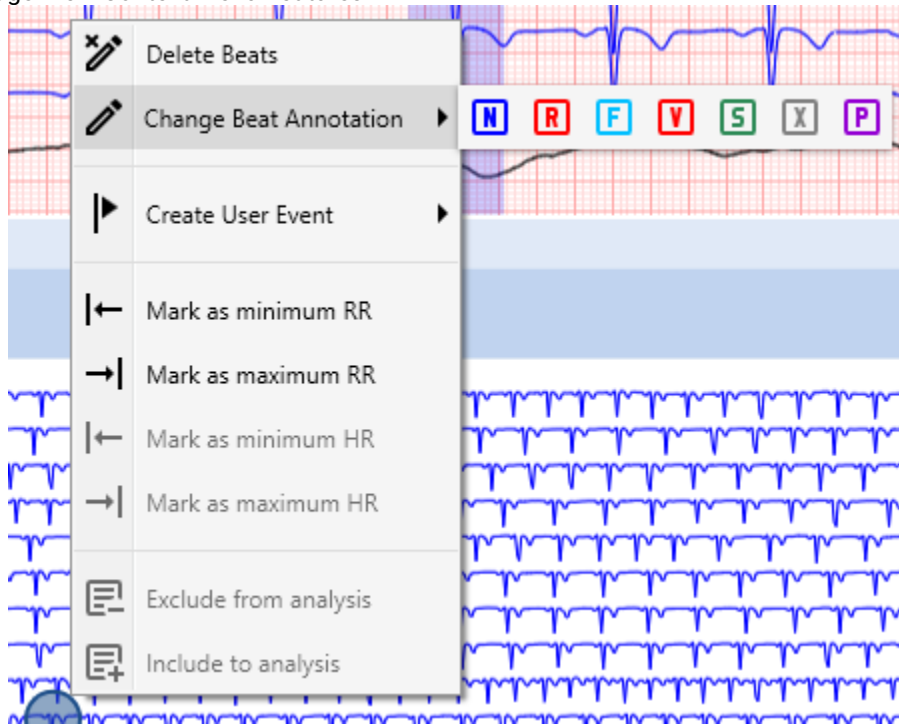 Delete Beats
Change Beat Annotation N R F V S X P
Create User Event
Mark as minimum RR
Mark as maximum RR
Mark as minimum HR
Mark as maximum HR
Exclude from analysis
Include to analysis